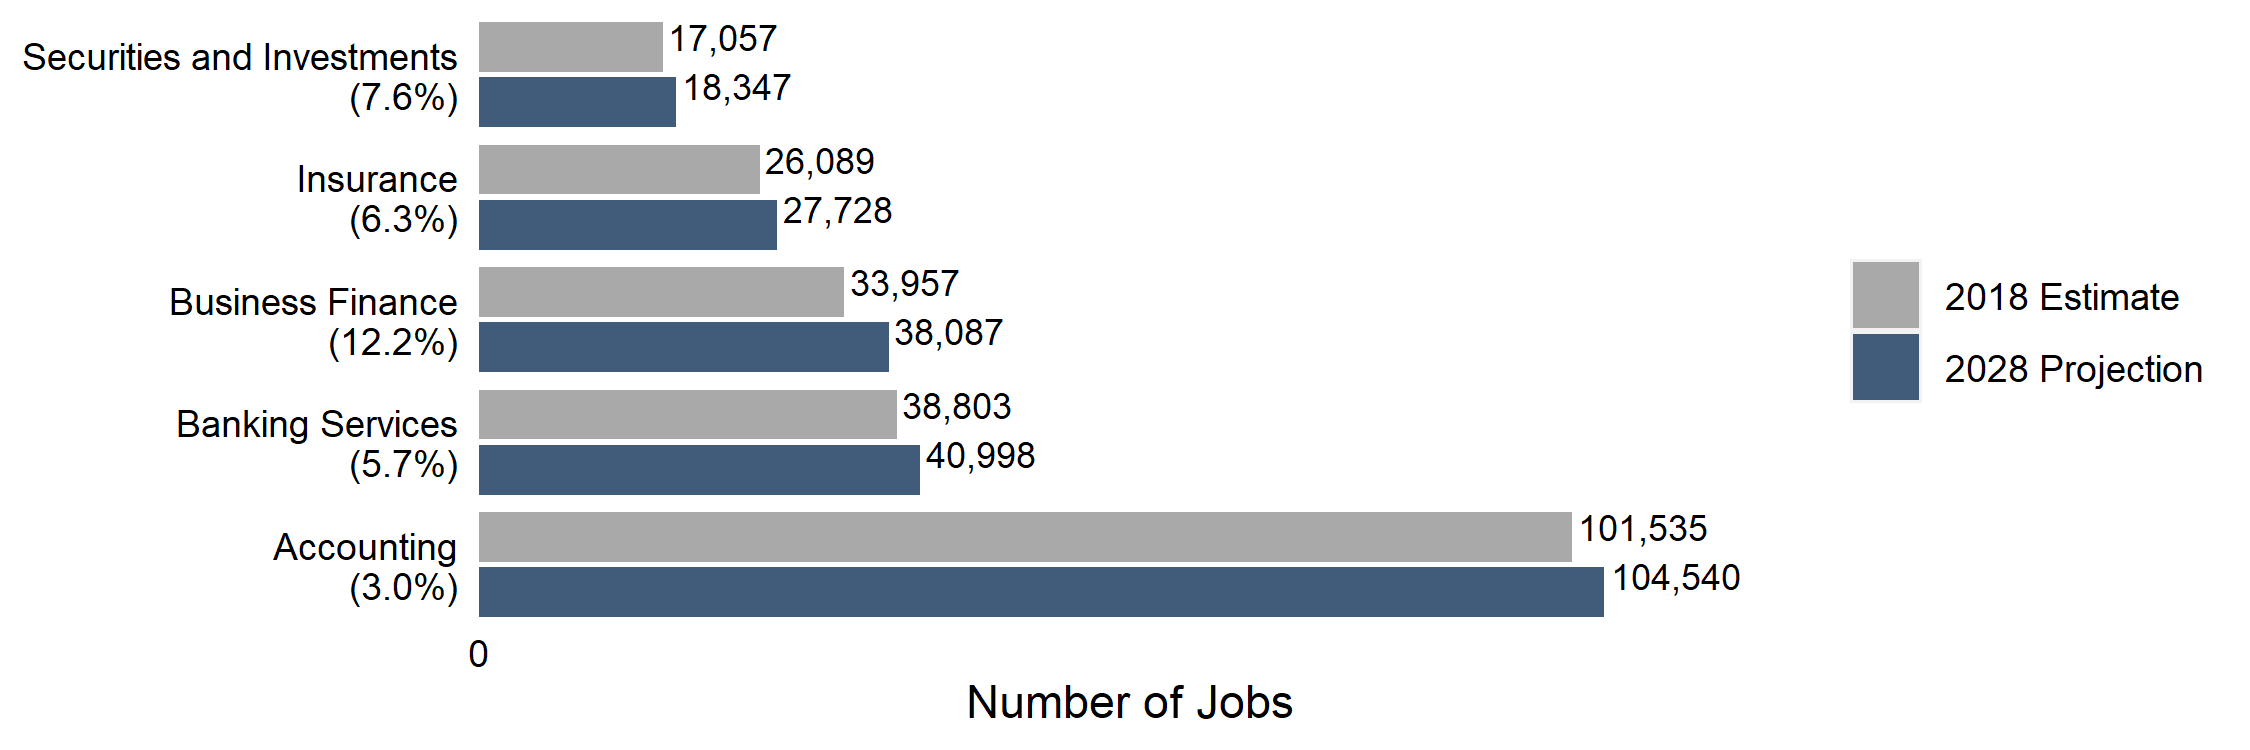 Securities and Investments
(7.6%)
17,057
18,347
Insurance
(6.3%)
26,089
27,728
Business Finance
(12.2%)
33,957
38,087
Banking Services
(5.7%)
38,803
40,998
Accounting
(3.0%)
101,535
104,540
0
Number of Jobs
2018 Estimate
2028 Projection